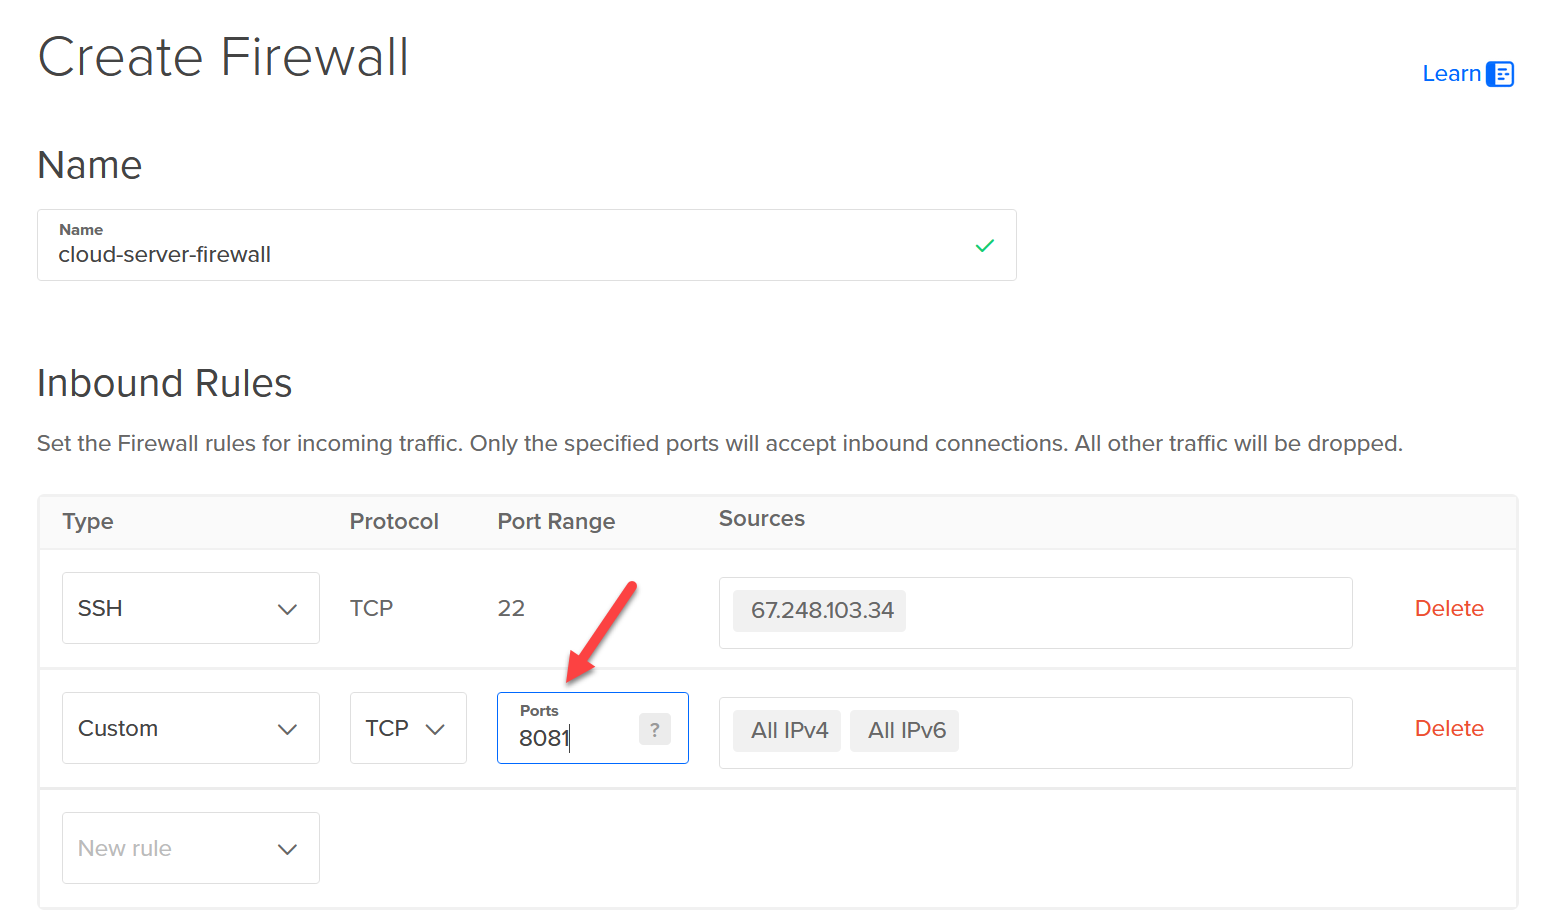 Create Firewall
Learn
Name
Name
cloud-server-firewall
Inbound Rules
Set the Firewall rules for incoming traffic. Only the specified ports will accept inbound connections. All other traffic will be dropped.
Type Protocol Port Range Sources
SSH TCP 22 67.248.103.34 Delete
Ports
Custom TCP 8081 ? All IPv4 All IPv6 Delete
New rule